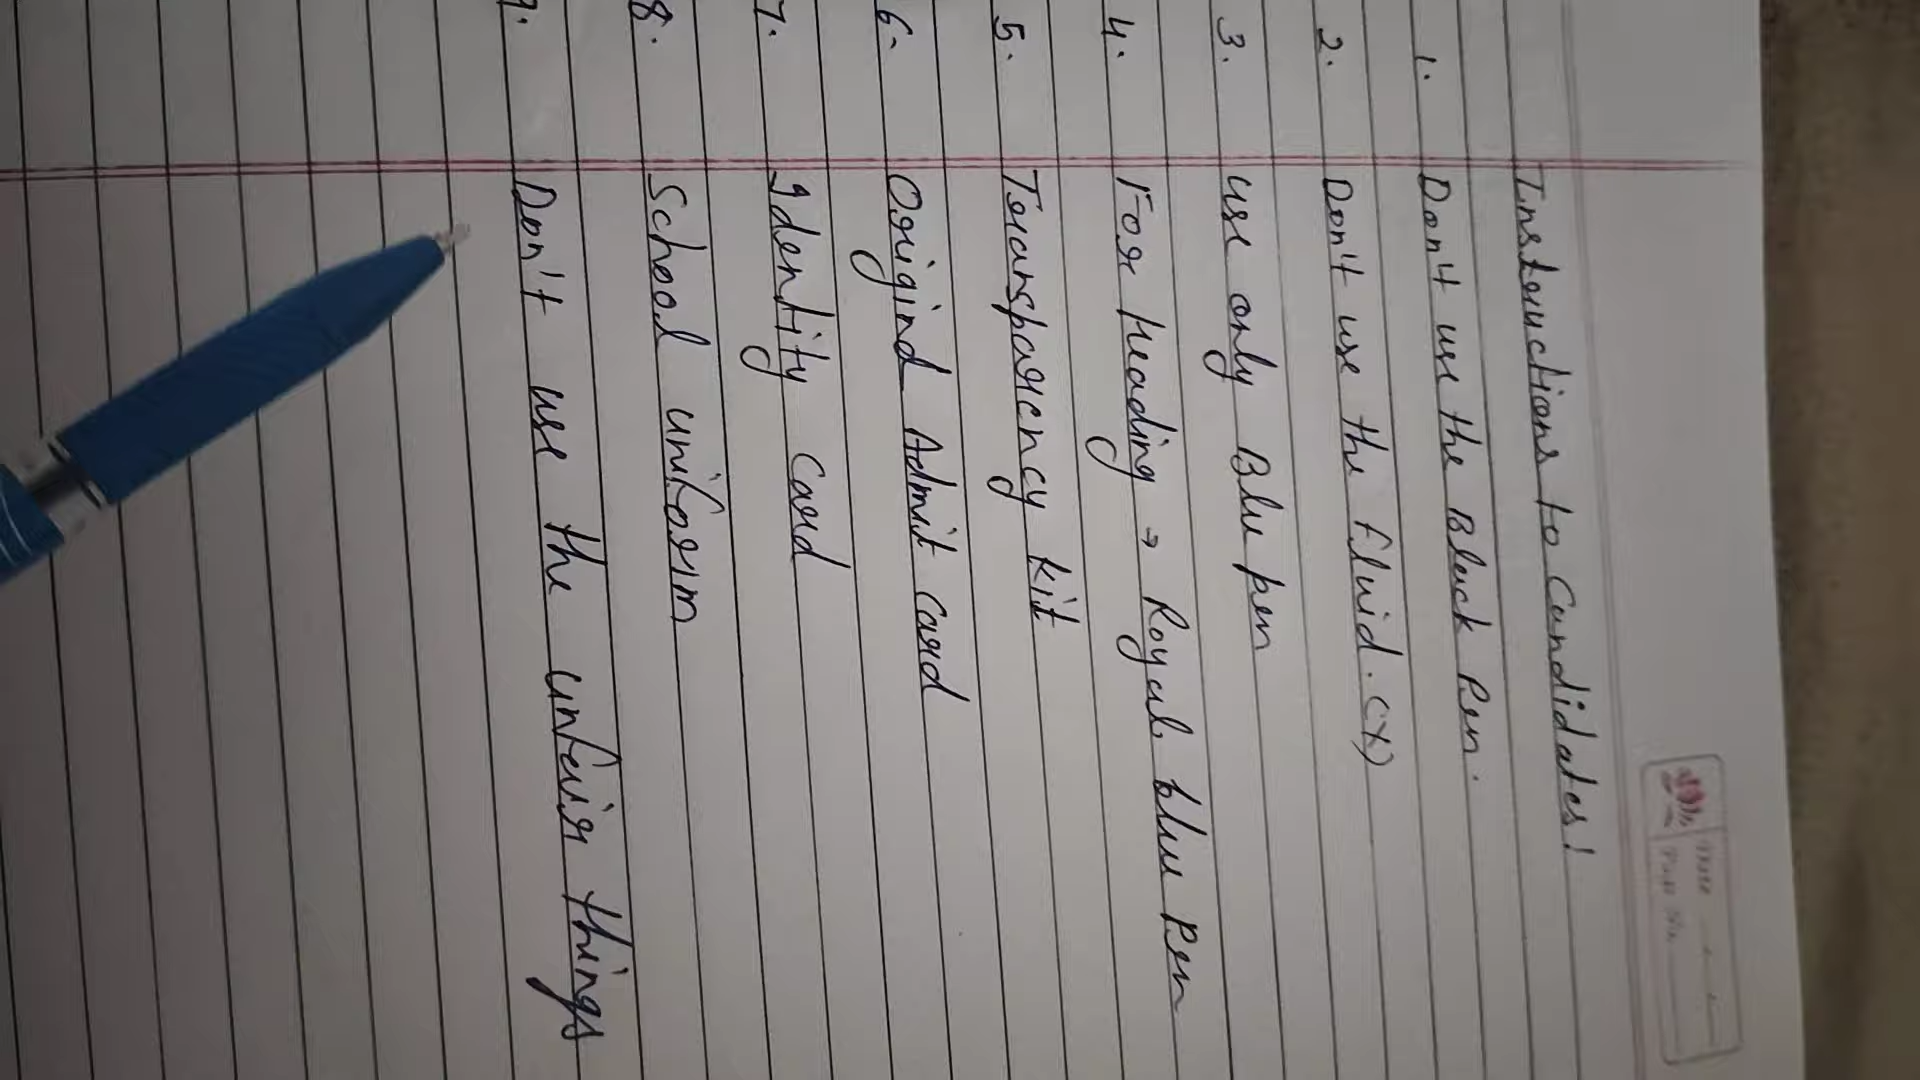 Instructions to Candidates!
1. Don't use the Black Pen.
2. Don't use the fluid. (x)
3. use only Blue pen
4. For Heading → Royal blue Pen
5. Transparency kit
6. Original Admit card
7. Identity card
8. School uniform
9. Don't use the unfair things